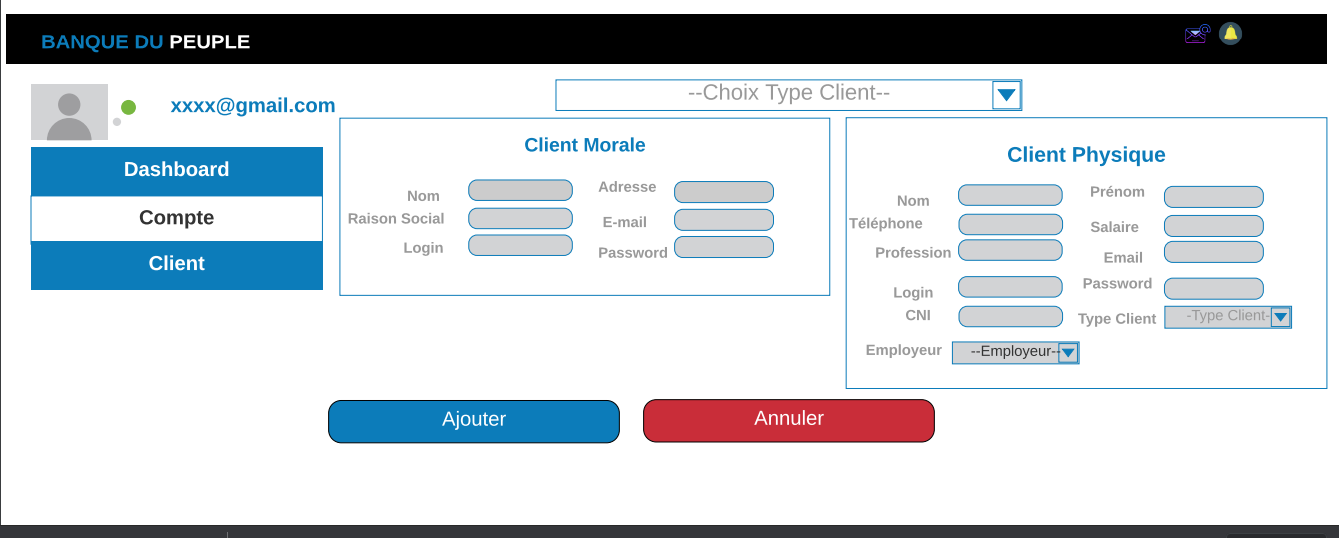 BANQUE DU PEUPLE
xxxx@gmail.com
--Choix Type Client--
Dashboard
Compte
Client
Client Morale
Nom
Adresse
Raison Social
E-mail
Login
Password
Client Physique
Nom
Prénom
Téléphone
Salaire
Profession
Email
Login
Password
CNI
Type Client
-Type Client-
Employeur
--Employeur--
Ajouter
Annuler